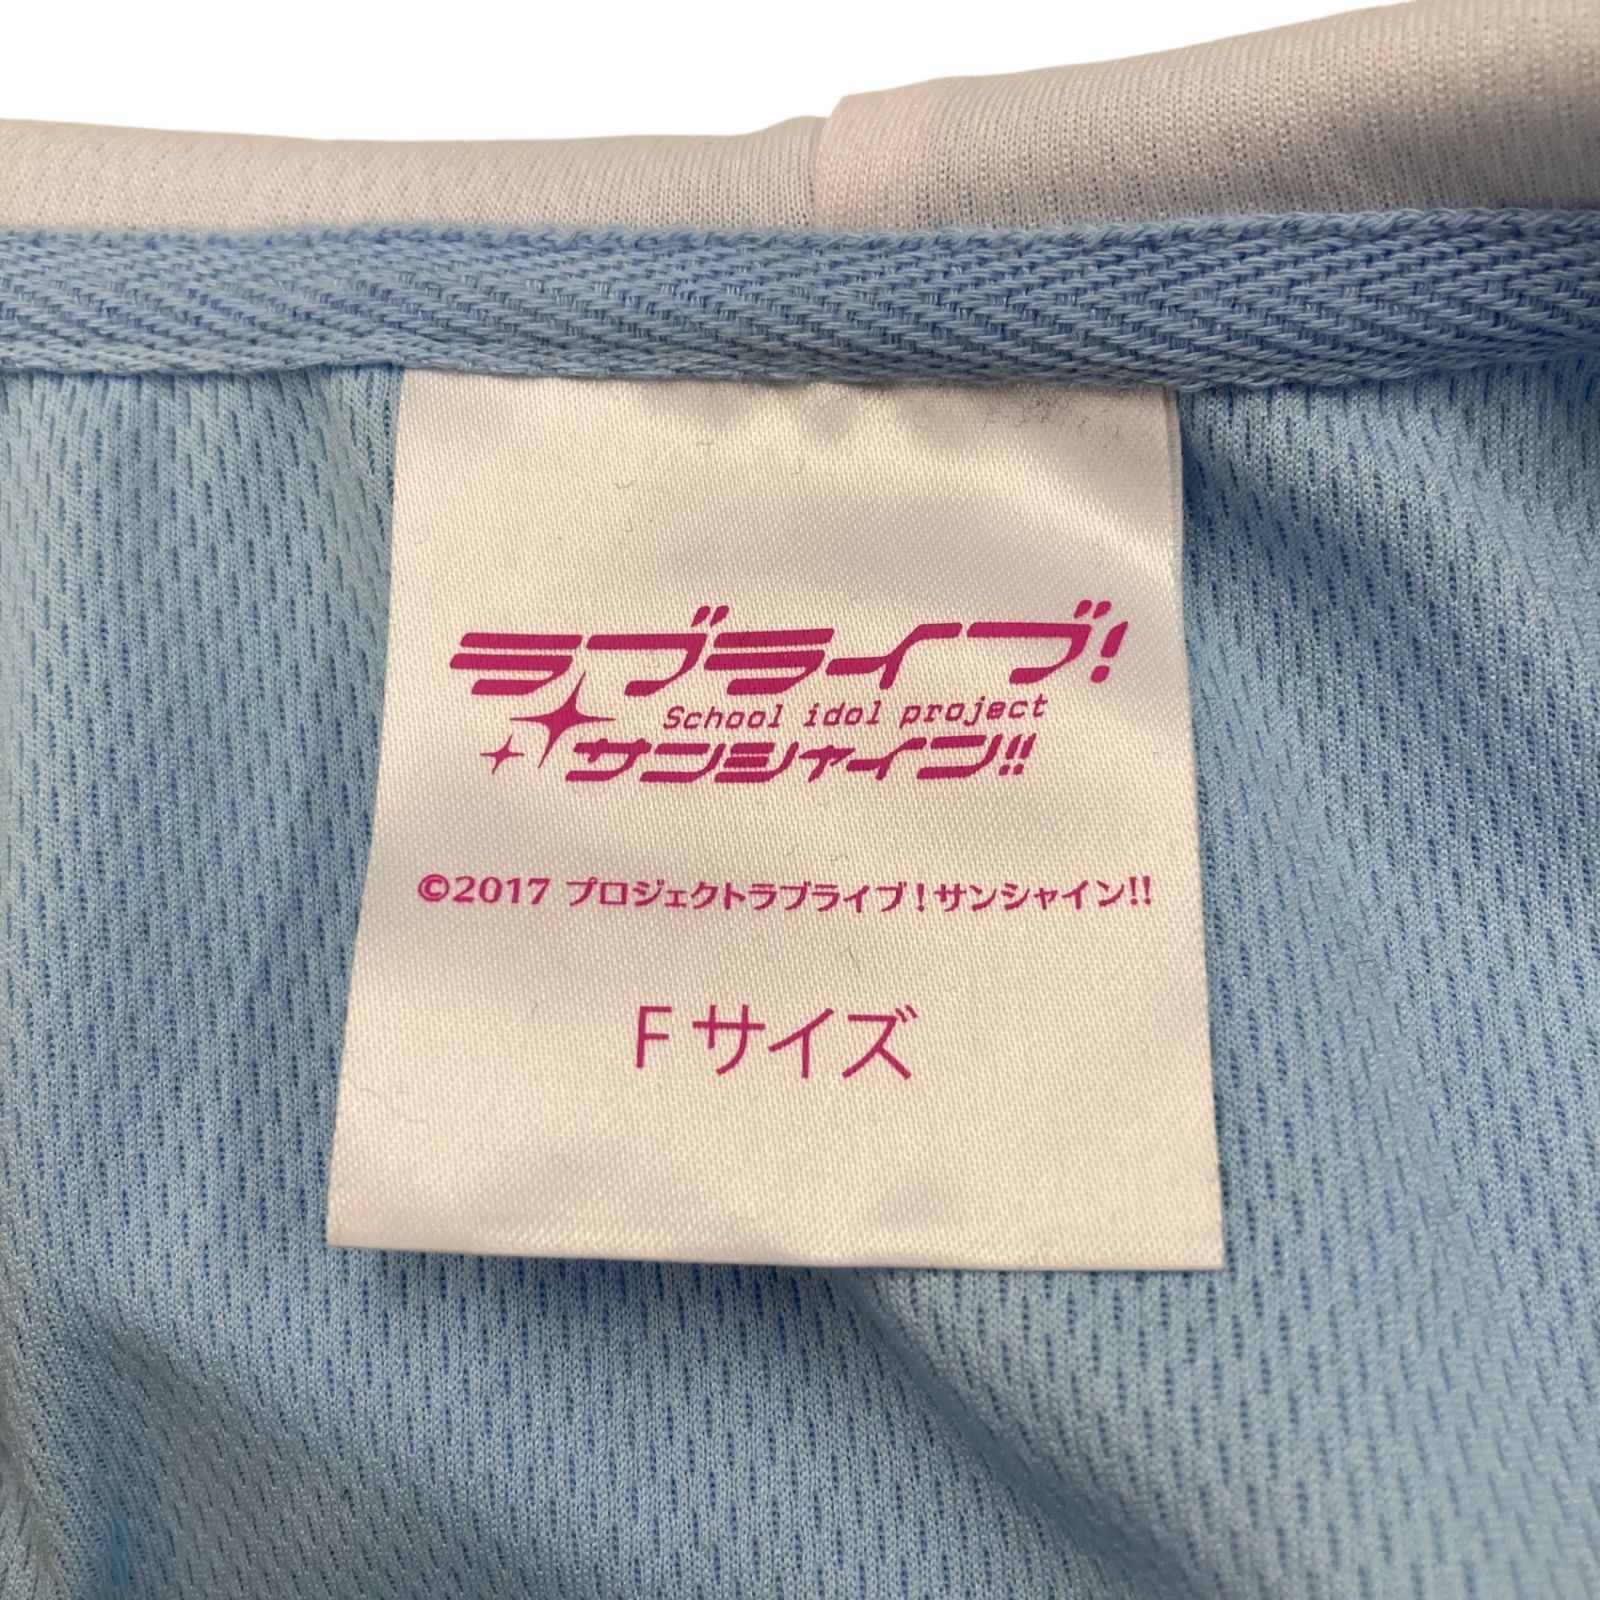 ラブライブ!
School idol project
サンシャイン!!
©2017 プロジェクトラブライブ!サンシャイン!!
Fサイズ